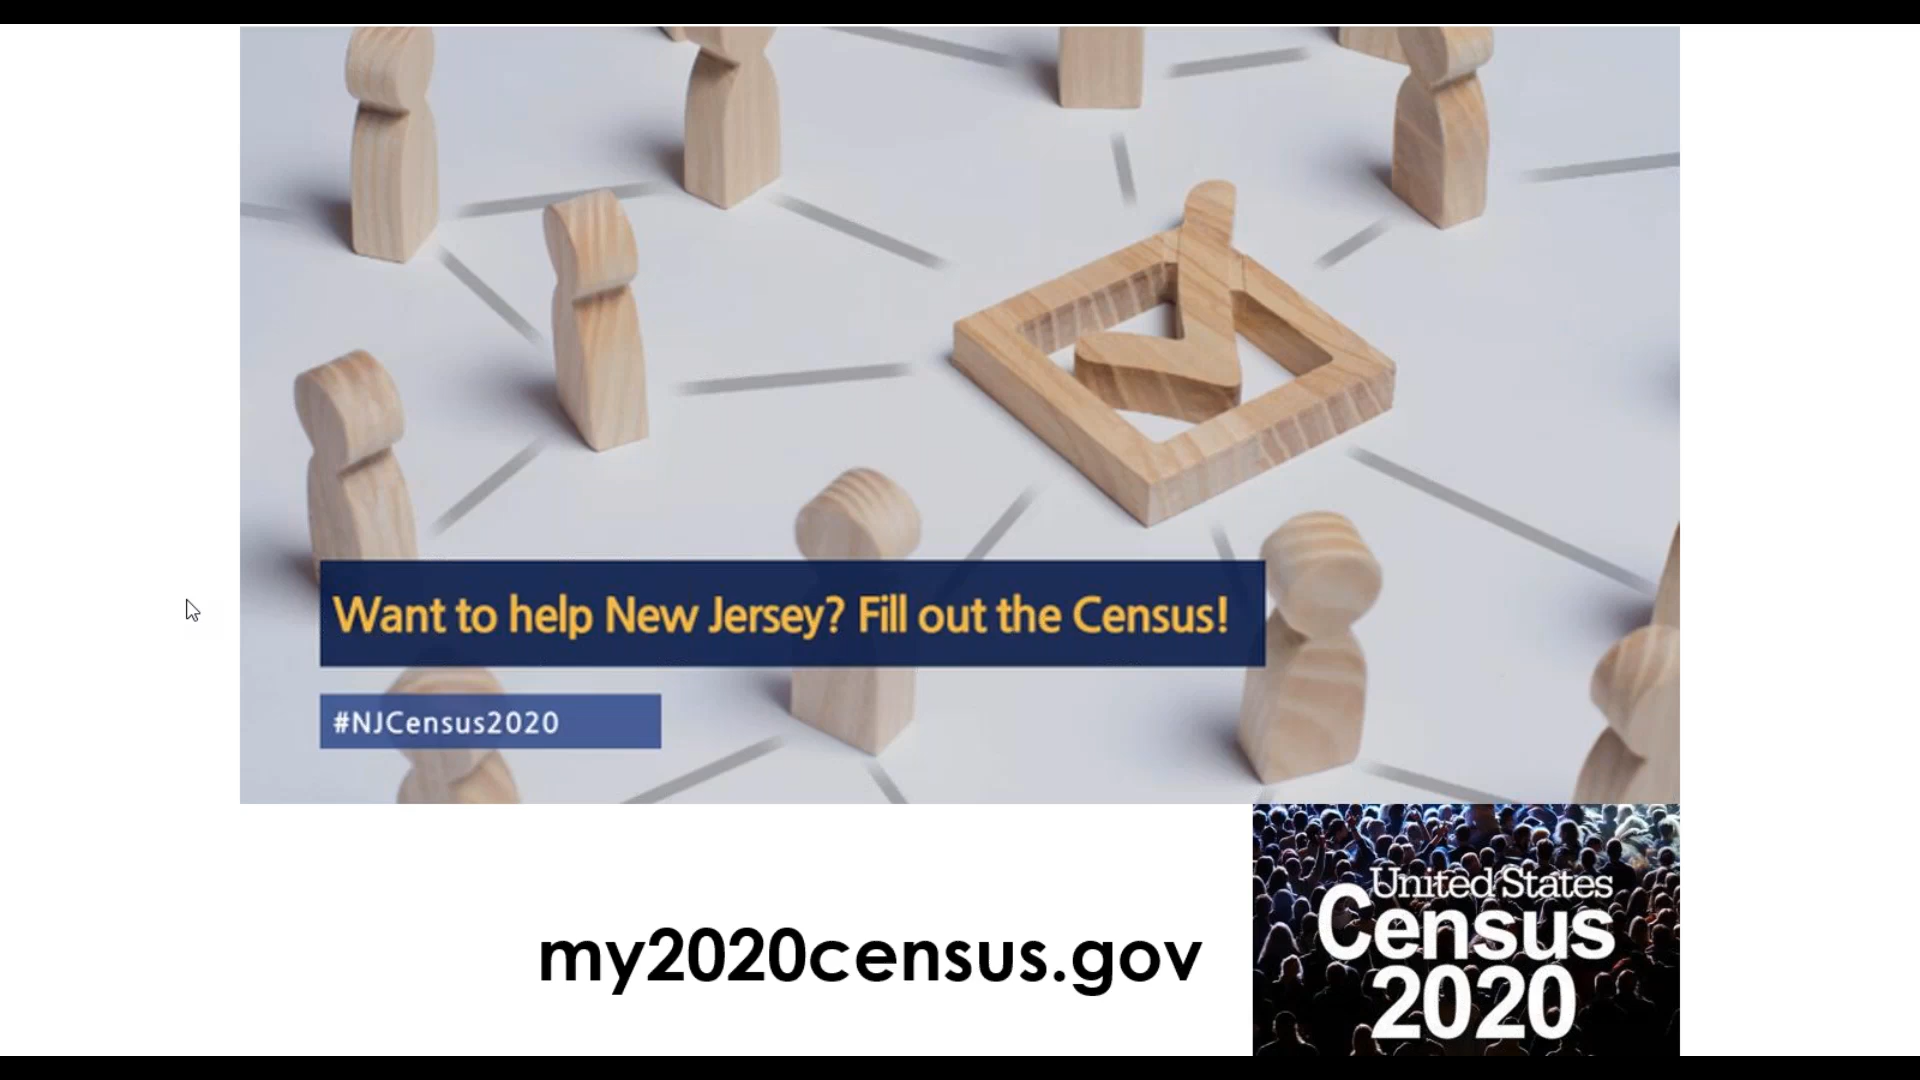 Want to help New Jersey? Fill out the Census!
#NJCensus2020
my2020census.gov
United States
Census
2020